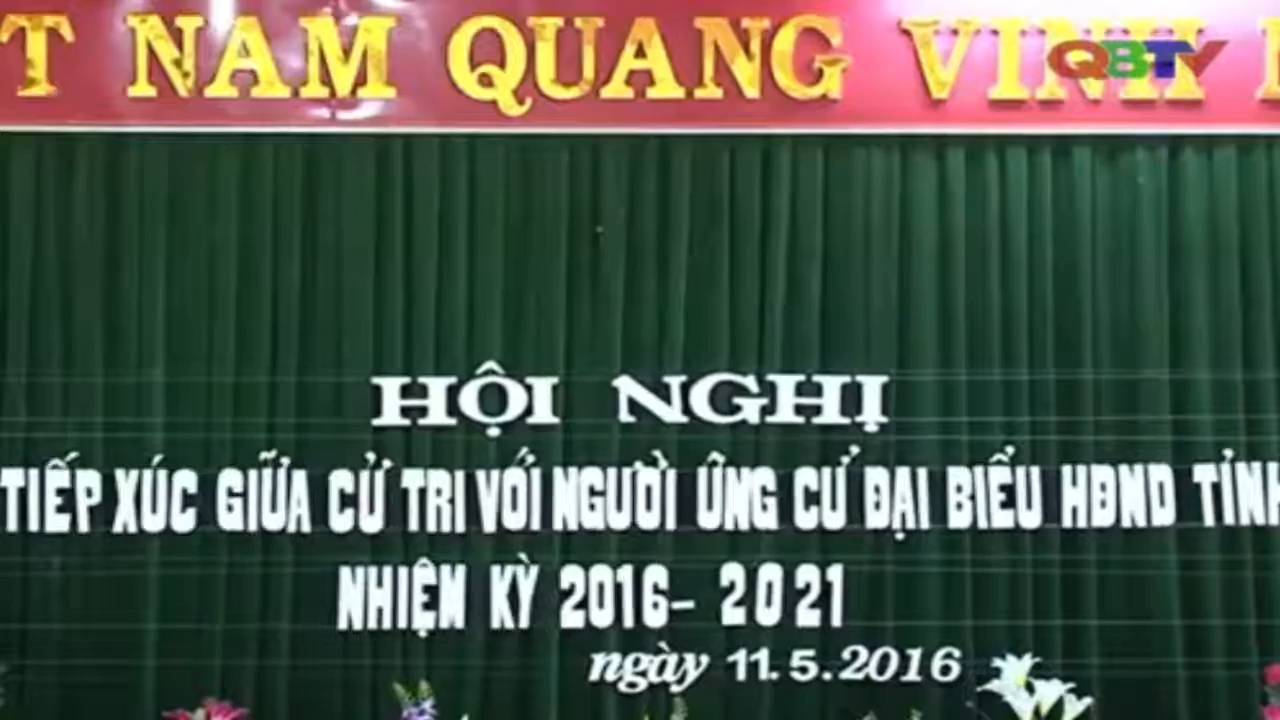 T NAM QUANG VINH
QBTV
HỘI NGHỊ
TIẾP XÚC GIỮA CỬ TRI VỚI NGƯỜI ỨNG CỬ ĐẠI BIỂU HĐND TỈNH
NHIỆM KỲ 2016- 2021
ngày 11.5.2016